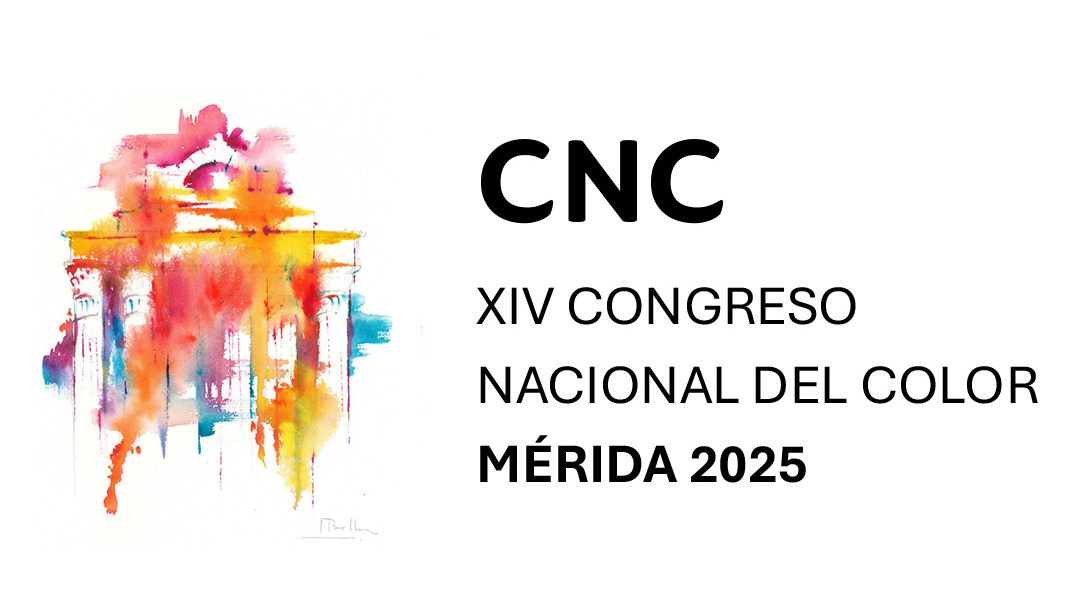 CNC
XIV CONGRESO
NACIONAL DEL COLOR
MÉRIDA 2025